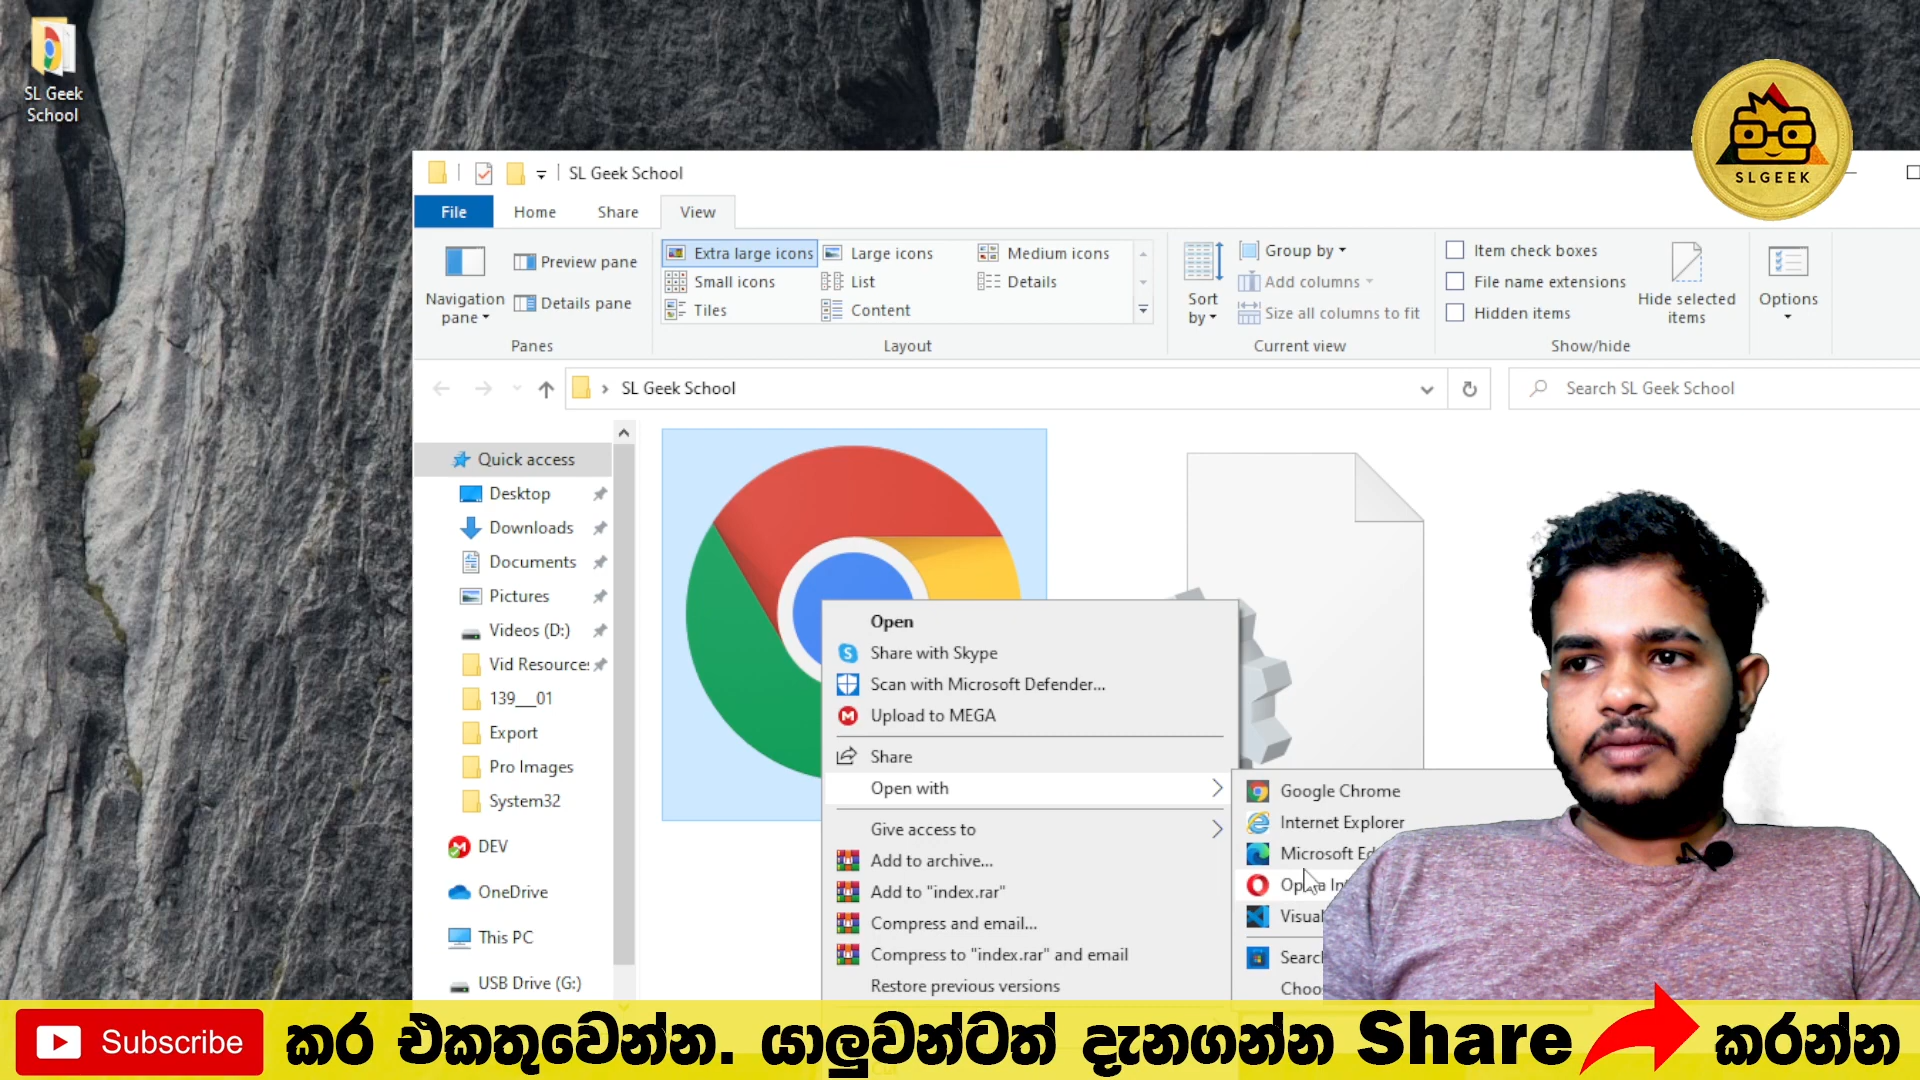 SL Geek
School
SLGEEK
SL Geek School
File
Home
Share
View
Navigation
pane
Preview pane
Details pane
Panes
Extra large icons
Large icons
Medium icons
Small icons
List
Details
Tiles
Content
Layout
Sort
by
Group by
Add columns
Size all columns to fit
Current view
Item check boxes
File name extensions
Hidden items
Hide selected
items
Show/hide
Options
SL Geek School
Search SL Geek School
Quick access
Desktop
Downloads
Documents
Pictures
Videos (D:)
Vid Resource
139___01
Export
Pro Images
System32
DEV
OneDrive
This PC
USB Drive (G:)
Open
Share with Skype
Scan with Microsoft Defender...
Upload to MEGA
Share
Open with
Give access to
Add to archive...
Add to "index.rar"
Compress and email...
Compress to "index.rar" and email
Restore previous versions
Google Chrome
Internet Explorer
Microsoft
Visual
Subscribe
කර එකතුවෙන්න. යාලුවන්ටත් දැනගන්න Share
කරන්න